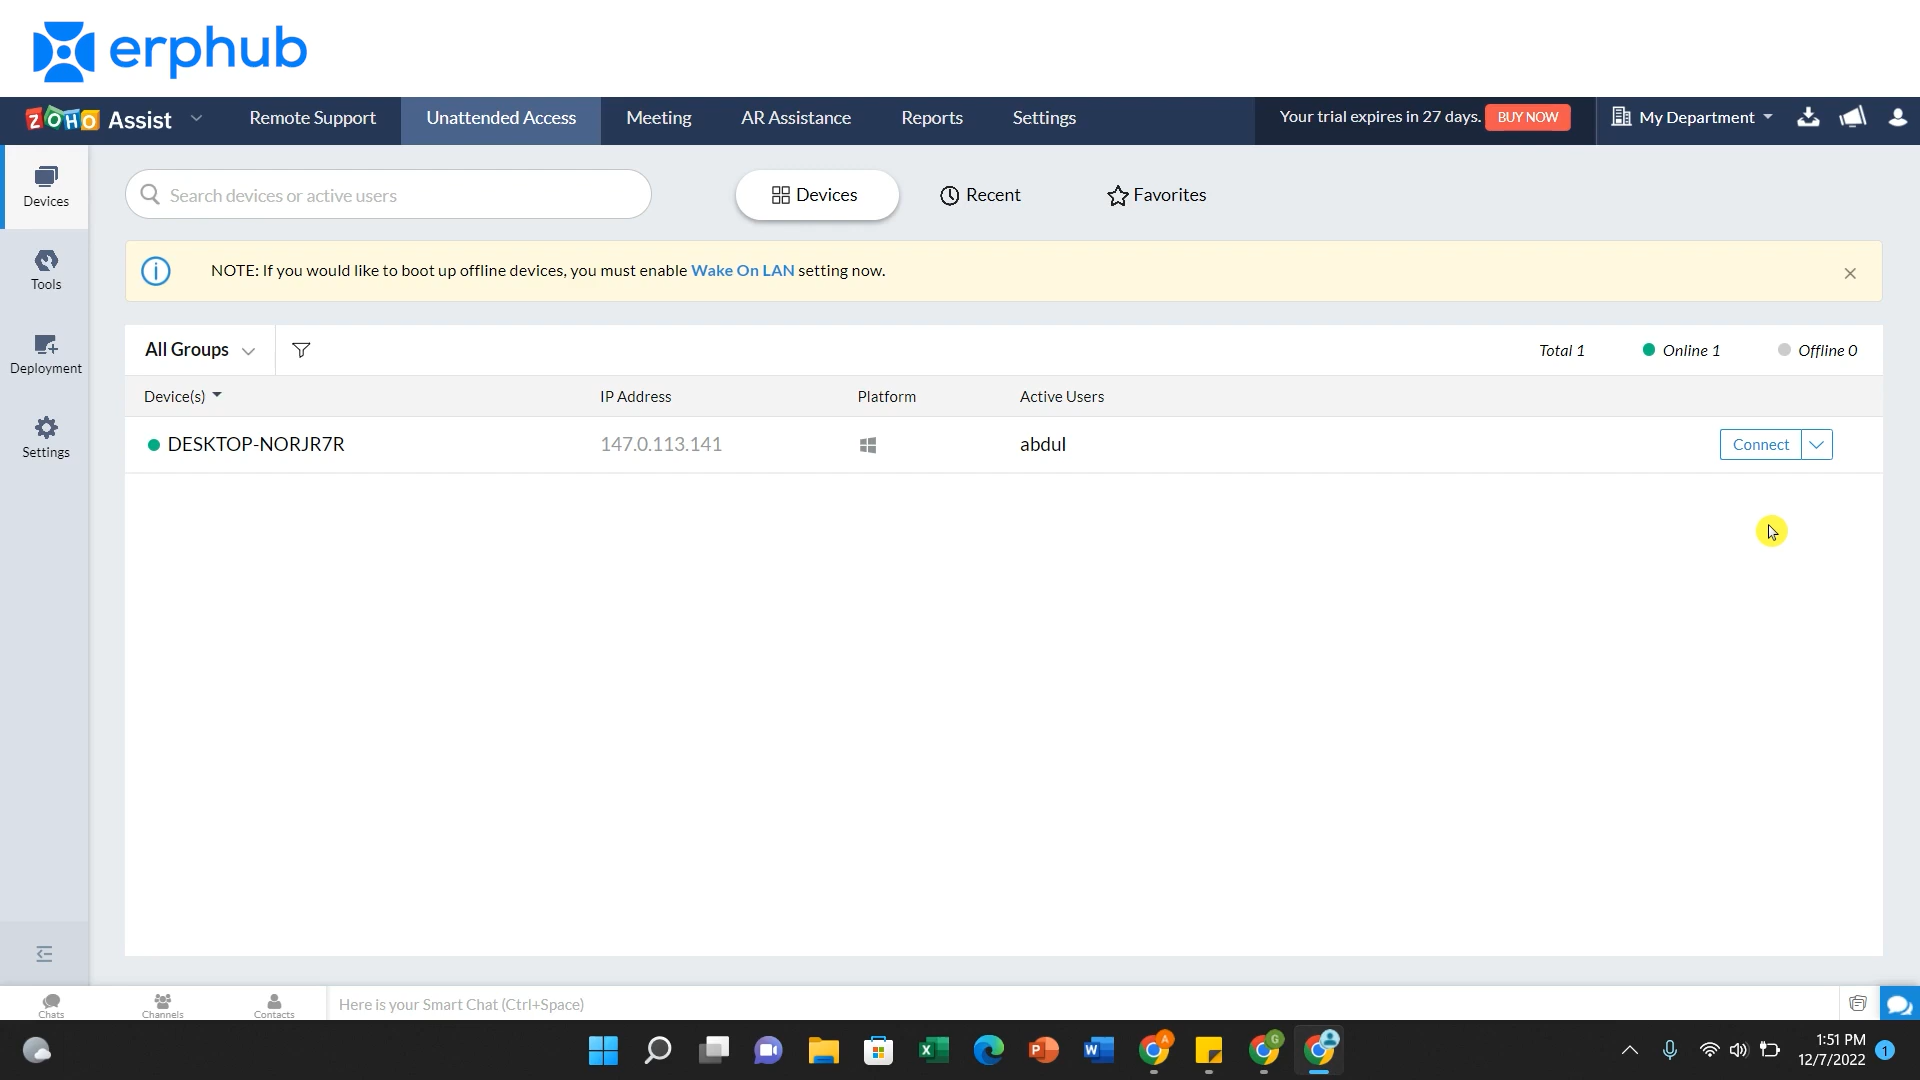 erphub
ZOHO Assist
Remote Support
Unattended Access
Meeting
AR Assistance
Reports
Settings
Your trial expires in 27 days.
BUY NOW
My Department
Devices
Tools
Deployment
Settings
Search devices or active users
Devices
Recent
Favorites
NOTE: If you would like to boot up offline devices, you must enable Wake On LAN setting now.
All Groups
Total 1
Online 1
Offline 0
Device(s)
IP Address
Platform
Active Users
DESKTOP-NORJR7R
147.0.113.141
abdul
Connect
Chats
Channels
Contacts
Here is your Smart Chat (Ctrl+Space)
A
G
P
W
X
1:51 PM
12/7/2022
1